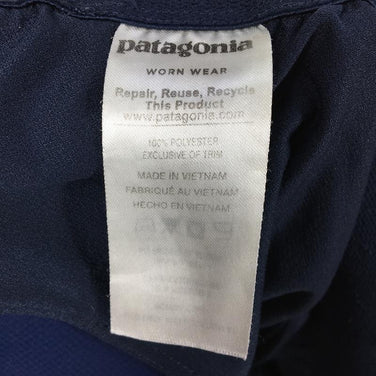 patagonia
WORN WEAR
Repair, Reuse, Recycle
This Product
www.patagonia.com
100% POLYESTER
EXCLUSIVE OF TRIM
MADE IN VIETNAM
FABRIQUÉ AU VIETNAM
HECHO EN VIETNAM